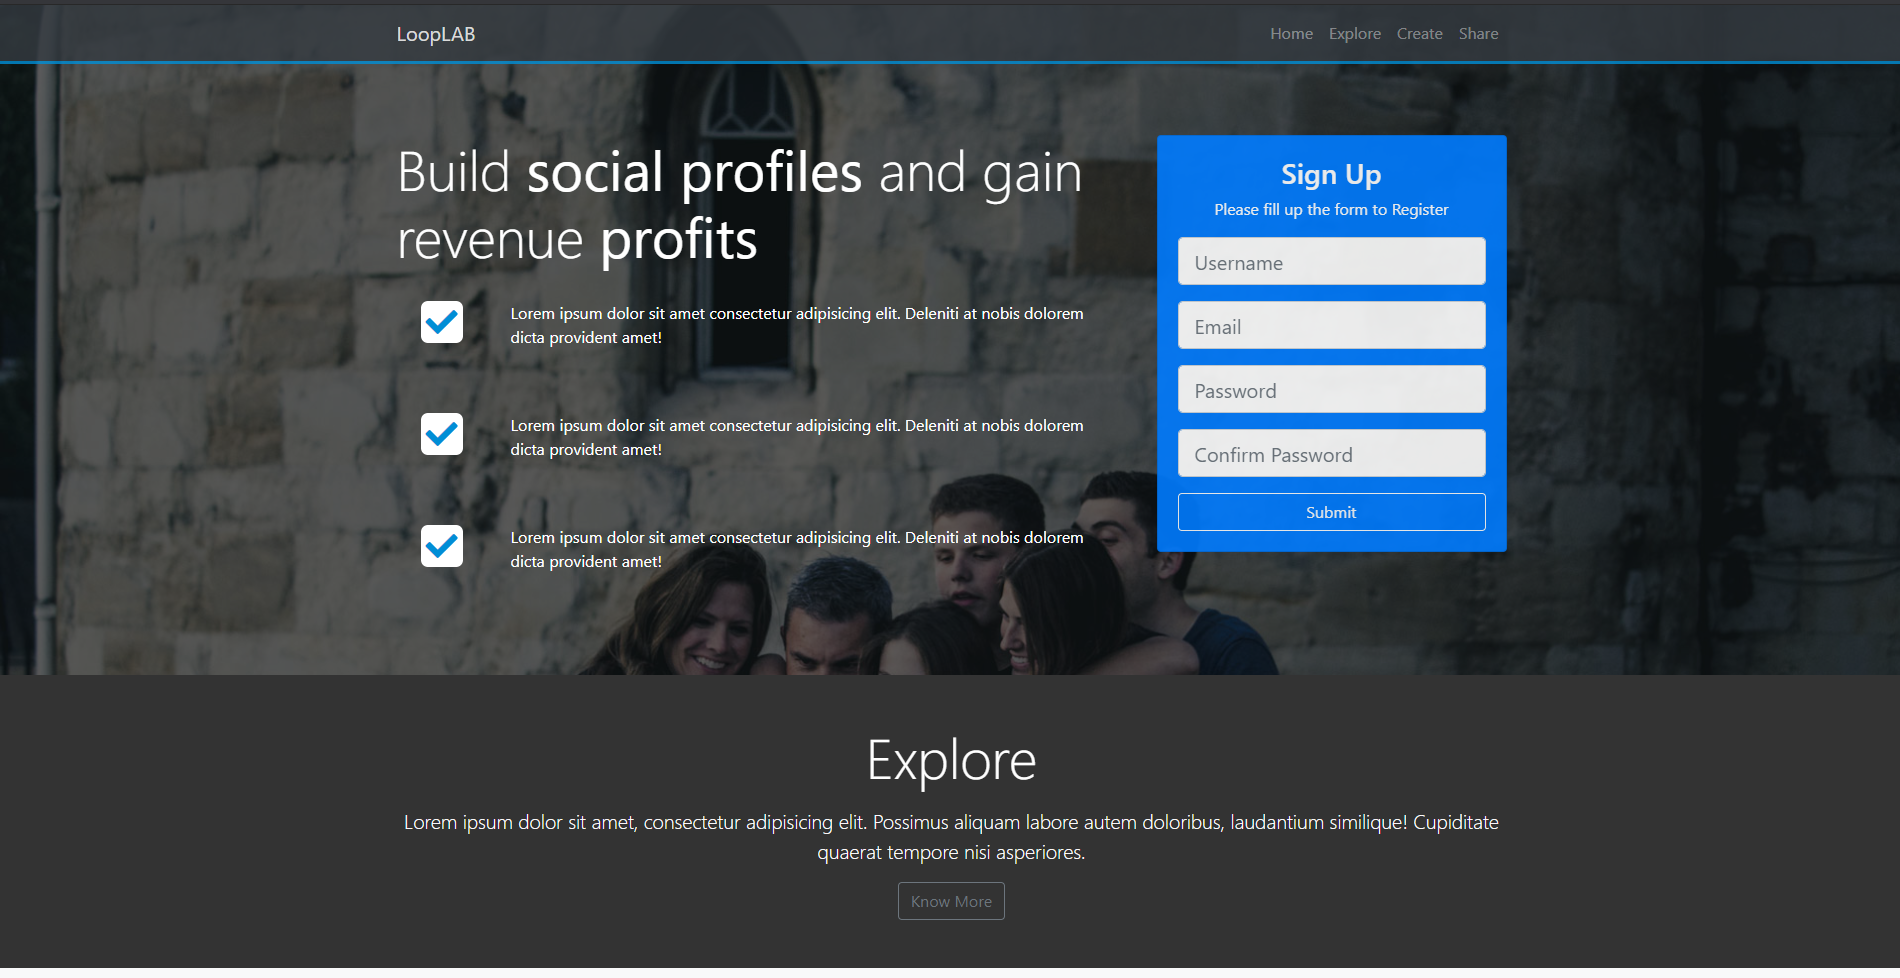 LoopLAB
Home Explore Create Share
Build social profiles and gain
revenue profits
Lorem ipsum dolor sit amet consectetur adipisicing elit. Deleniti at nobis dolorem
dicta provident amet!
Lorem ipsum dolor sit amet consectetur adipisicing elit. Deleniti at nobis dolorem
dicta provident amet!
Lorem ipsum dolor sit amet consectetur adipisicing elit. Deleniti at nobis dolorem
dicta provident amet!
Sign Up
Please fill up the form to Register
Username
Email
Password
Confirm Password
Submit
Explore
Lorem ipsum dolor sit amet, consectetur adipisicing elit. Possimus aliquam labore autem doloribus, laudantium similique! Cupiditate
quaerat tempore nisi asperiores.
Know More